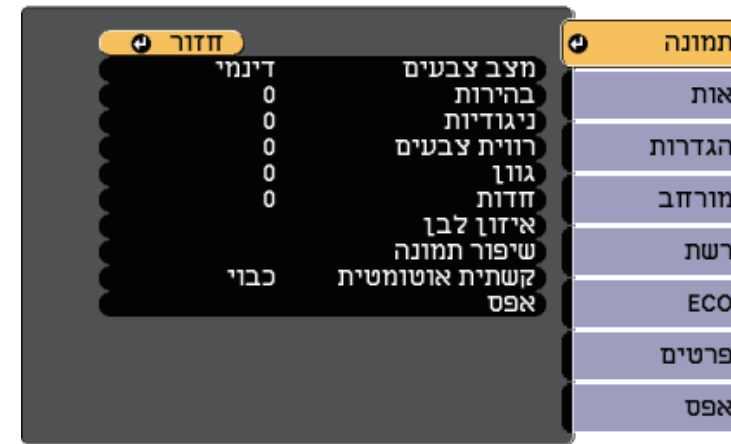 תמונה
אות
הגדרות
מורחב
רשת
ECO
פרטים
אפס
חזור
מצב צבעים דינמי
בהירות 0
ניגודיות 0
רווית צבעים 0
גוון 0
חדות 0
איזון לבן
שיפור תמונה
קשתית אוטומטית כבוי
אפס